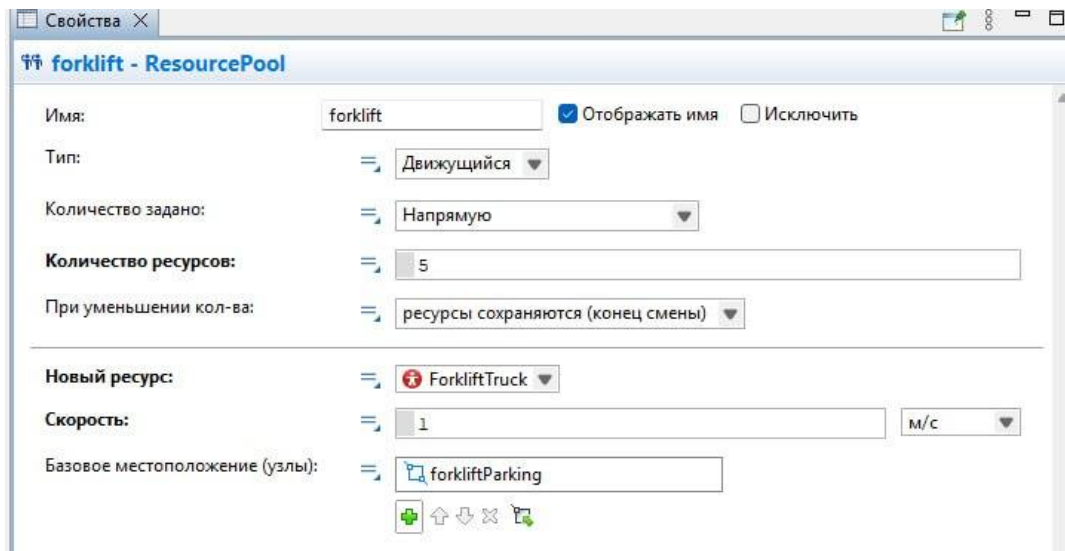 Свойства
forklift - ResourcePool
Имя: forklift Отображать имя Исключить
Тип: Движущийся
Количество задано: Напрямую
Количество ресурсов: 5
При уменьшении кол-ва: ресурсы сохраняются (конец смены)
Новый ресурс: ForkliftTruck
Скорость: 1 м/с
Базовое местоположение (узлы): forkliftParking